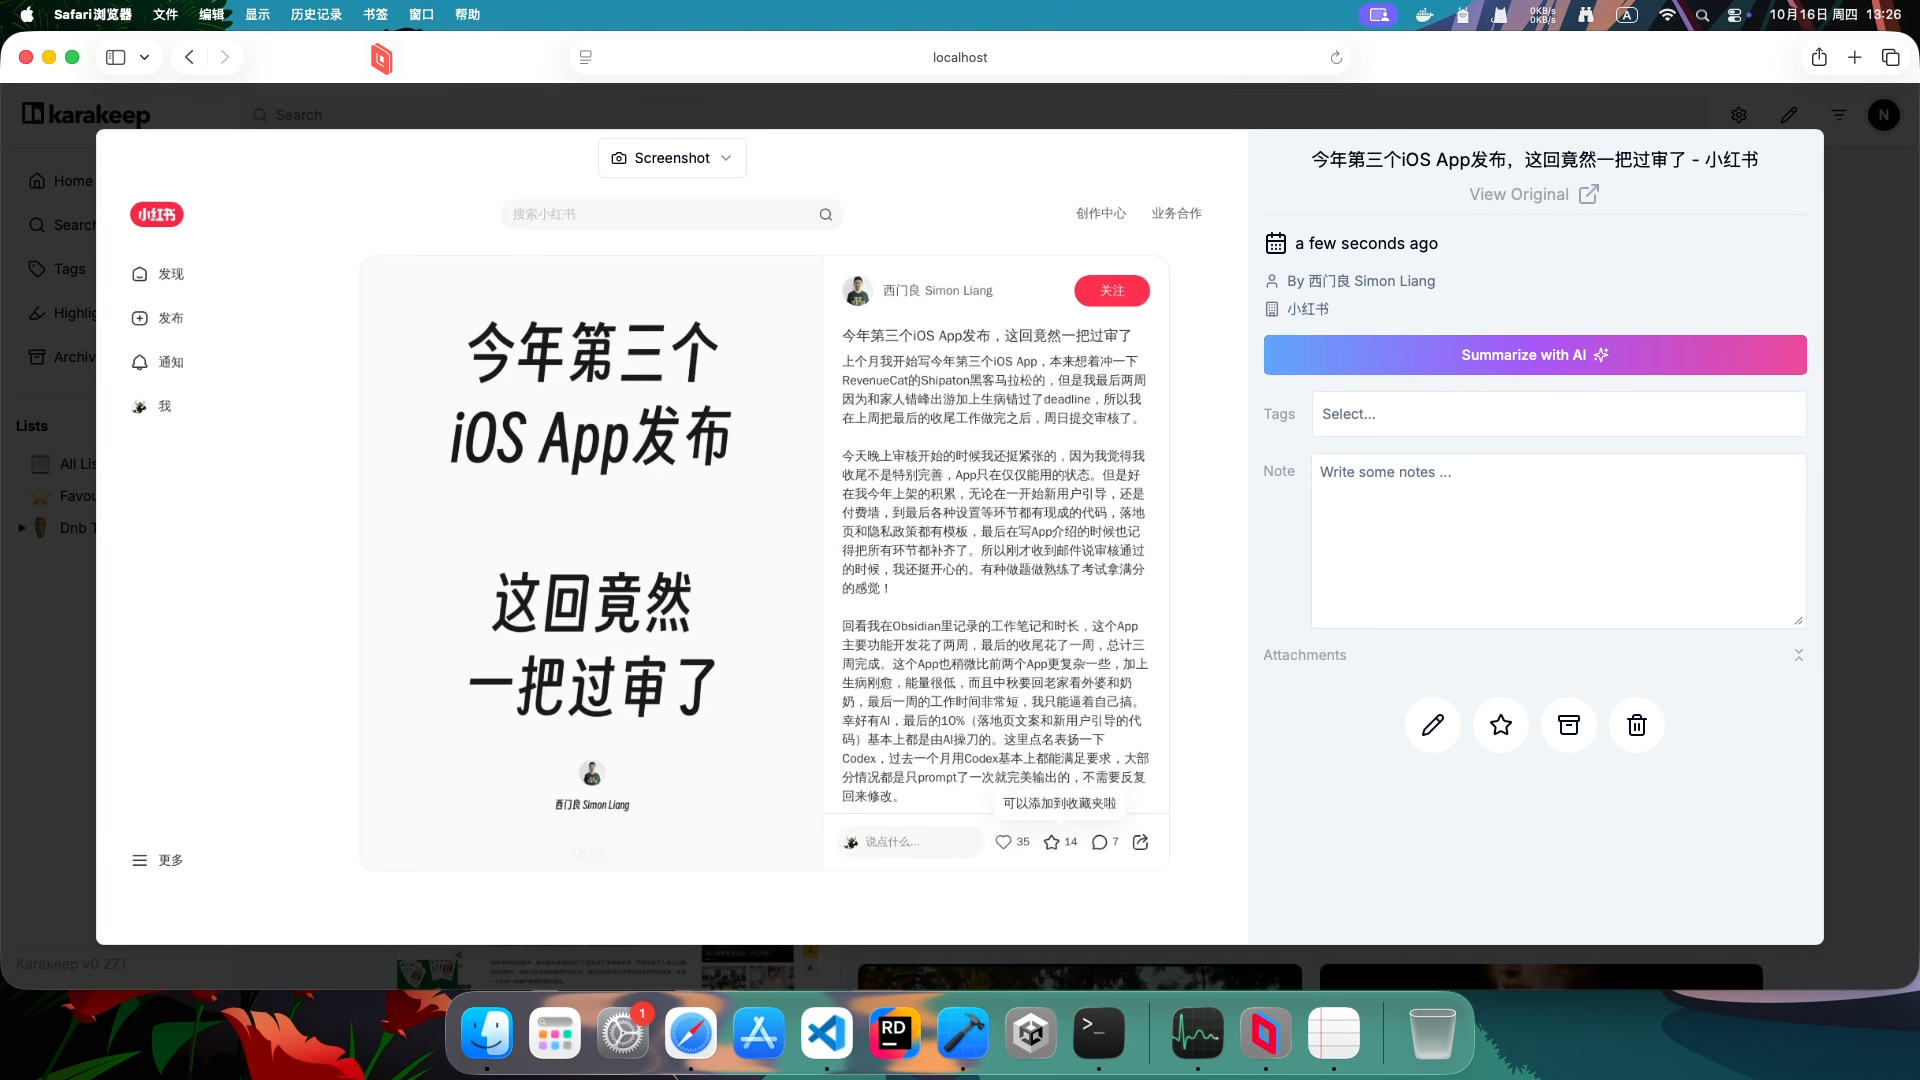 Safari浏览器 文件 编辑 显示 历史记录 书签 窗口 帮助
0KB/s
0KB/s
A
10月16日 周四 13:26
localhost
karakeep
Search
N
Home
Search
Tags
Highlig
Archiv
Lists
All Lis
Favou
Dnb T
Karakeep v0.27.1
Screenshot
小红书
搜索小红书
创作中心 业务合作
发现
发布
通知
我
更多
今年第三个
iOS App发布
这回竟然
一把过审了
西门良 Simon Liang
西门良 Simon Liang
关注
今年第三个iOS App发布，这回竟然一把过审了
上个月我开始写今年第三个iOS App，本来想着冲一下
RevenueCat的Shipaton黑客马拉松的，但是我最后两周
因为和家人错峰出游加上生病错过了deadline，所以我
在上周把最后的收尾工作做完之后，周日提交审核了。
今天晚上审核开始的时候我还挺紧张的，因为我觉得我
收尾不是特别完善，App只在仅仅能用的状态。但是好
在我今年上架的积累，无论在一开始新用户引导，还是
付费墙，到最后各种设置等环节都有现成的代码，落地
页和隐私政策都有模板，最后在写App介绍的时候也记
得把所有环节都补齐了。所以刚才收到邮件说审核通过
的时候，我还挺开心的。有种做题做熟练了考试拿满分
的感觉！
回看我在Obsidian里记录的工作笔记和时长，这个App
主要功能开发花了两周，最后的收尾花了一周，总计三
周完成。这个App也稍微比前两个App更复杂一些，加上
生病刚愈，能量很低，而且中秋要回老家看外婆和奶
奶，最后一周的工作时间非常短，我只能逼着自己搞。
幸好有AI，最后的10%（落地页文案和新用户引导的代
码）基本上都是由AI操刀的。这里点名表扬一下
Codex，过去一个月用Codex基本上都能满足要求，大部
分情况都是只prompt了一次就完美输出的，不需要反复
回来修改。
可以添加到收藏夹啦
说点什么...
35 14 7
今年第三个iOS App发布，这回竟然一把过审了 - 小红书
View Original
a few seconds ago
By 西门良 Simon Liang
小红书
Summarize with AI
Tags
Select...
Note
Write some notes ...
Attachments
1
RD
>_